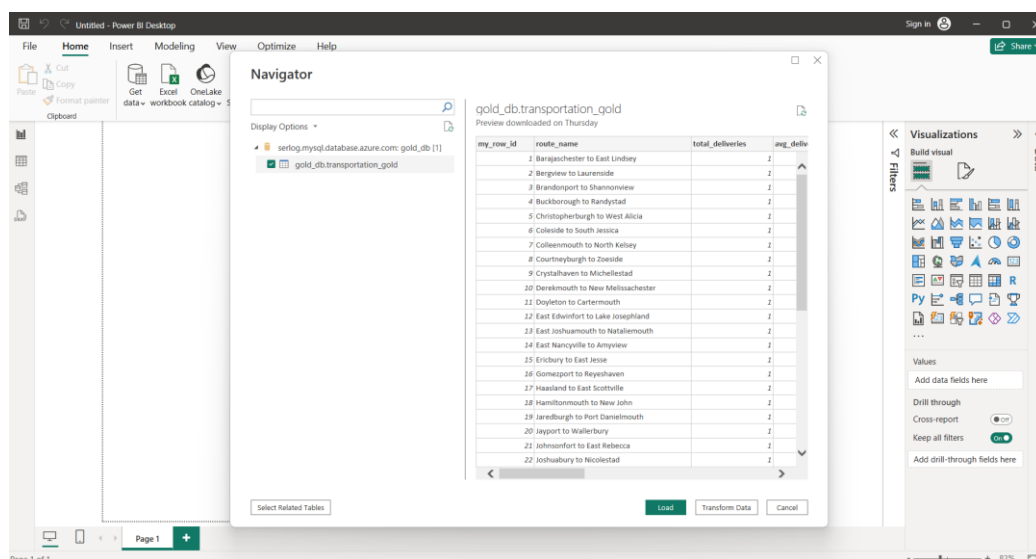 Untitled - Power BI Desktop
Sign in
File Home Insert Modeling View Optimize Help
Share
Paste
Cut
Copy
Format painter
Clipboard
Get data
Excel workbook
OneLake catalog
Navigator
Display Options
serlog.mysql.database.azure.com: gold_db [1]
gold_db.transportation_gold
gold_db.transportation_gold
Preview downloaded on Thursday
my_row_id route_name total_deliveries avg_deliv
1 Barajaschester to East Lindsey 1
2 Bergview to Laurenside 1
3 Brandonport to Shannonview 1
4 Buckborough to Randystad 1
5 Christopherburgh to West Alicia 1
6 Coleside to South Jessica 1
7 Colleenmouth to North Kelsey 1
8 Courtneyburgh to Zoeside 1
9 Crystalhaven to Michellestad 1
10 Derekmouth to New Melissachester 1
11 Doyleton to Cartermouth 1
12 East Edwinfort to Lake Josephland 1
13 East Joshuamouth to Nataliemouth 1
14 East Nancyville to Amyview 1
15 Ericbury to East Jesse 1
16 Gomezport to Reyeshaven 1
17 Haasland to East Scottville 1
18 Hamiltonmouth to New John 1
19 Jaredburgh to Port Danielmouth 1
20 Jayport to Wallerbury 1
21 Johnsonfort to East Rebecca 1
22 Joshuabury to Nicolestad 1
Select Related Tables
Load
Transform Data
Cancel
Filters
Visualizations
Build visual
R
Py
...
Values
Add data fields here
Drill through
Cross-report
Off
Keep all filters
On
Add drill-through fields here
Page 1
Page 1 of 1
82%